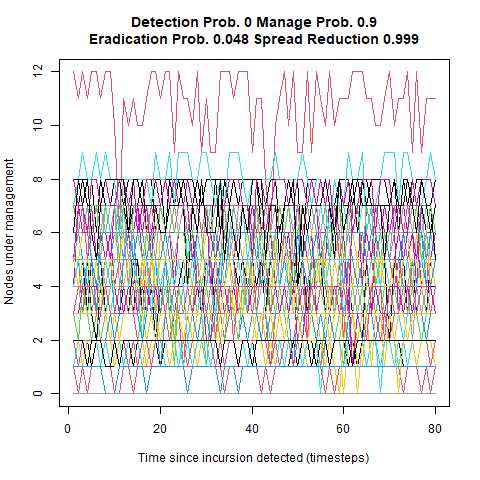 Detection Prob. 0 Manage Prob. 0.9
Eradication Prob. 0.048 Spread Reduction 0.999
12
10
8
6
4
2
0
Nodes under management
0 20 40 60 80
Time since incursion detected (timesteps)